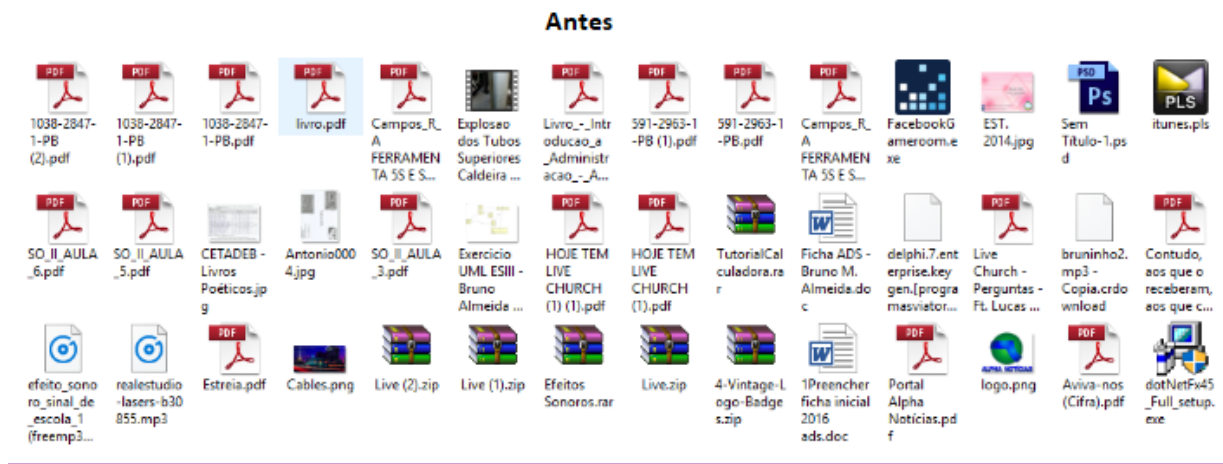 Antes
1038-2847-1-PB (2).pdf
1038-2847-1-PB (1).pdf
1038-2847-1-PB.pdf
livro.pdf
Campos_R_A FERRAMENTA 5S E S...
Explosao dos Tubos Superiores Caldeira ...
Livro_-_Introducao_a_Administracao_-_A...
591-2963-1-PB (1).pdf
591-2963-1-PB.pdf
Campos_R_A FERRAMENTA 5S E S...
FacebookGameroom.exe
EST. 2014.jpg
Sem Título-1.psd
itunes.pls
SO_II_AULA_6.pdf
SO_II_AULA_5.pdf
CETADEB - Livros Poéticos.jpg
Antonio0004.jpg
SO_II_AULA_3.pdf
Exercicio UML ESIII - Bruno Almeida ...
HOJE TEM LIVE CHURCH (1) (1).pdf
HOJE TEM LIVE CHURCH (1).pdf
TutorialCalculadora.rar
Ficha ADS - Bruno M. Almeida.doc
delphi.7.enterprise.keygen.[programasviator...
Live Church - Perguntas - Ft. Lucas ...
bruninho2.mp3 - Copia.crdownload
Contudo, aos que o receberam, aos que c...
efeito_sonoro_sinal_de_escola_1 (freemp3...
realestudio-lasers-b30855.mp3
Estreia.pdf
Cables.png
Live (2).zip
Live (1).zip
Efeitos Sonoros.rar
Live.zip
4-Vintage-Logo-Badges.zip
1Preencher ficha inicial 2016 ads.doc
Portal Alpha Notícias.pdf
logo.png
Aviva-nos (Cifra).pdf
dotNetFx45_Full_setup.exe